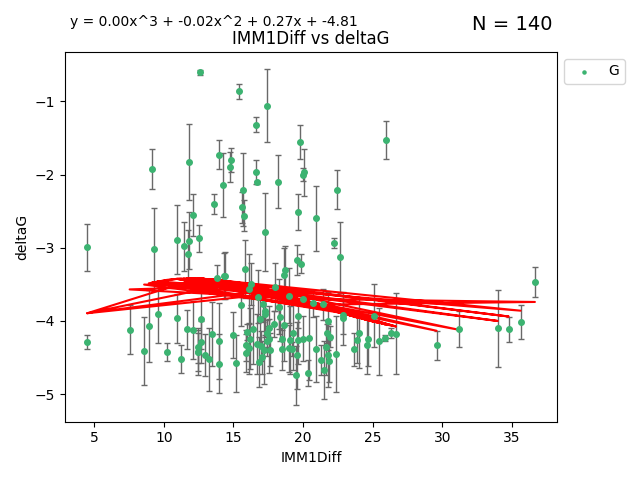 y = 0.00x^3 + -0.02x^2 + 0.27x + -4.81
N = 140
IMM1Diff vs deltaG
G
deltaG
−1
−2
−3
−4
−5
5 10 15 20 25 30 35
IMM1Diff